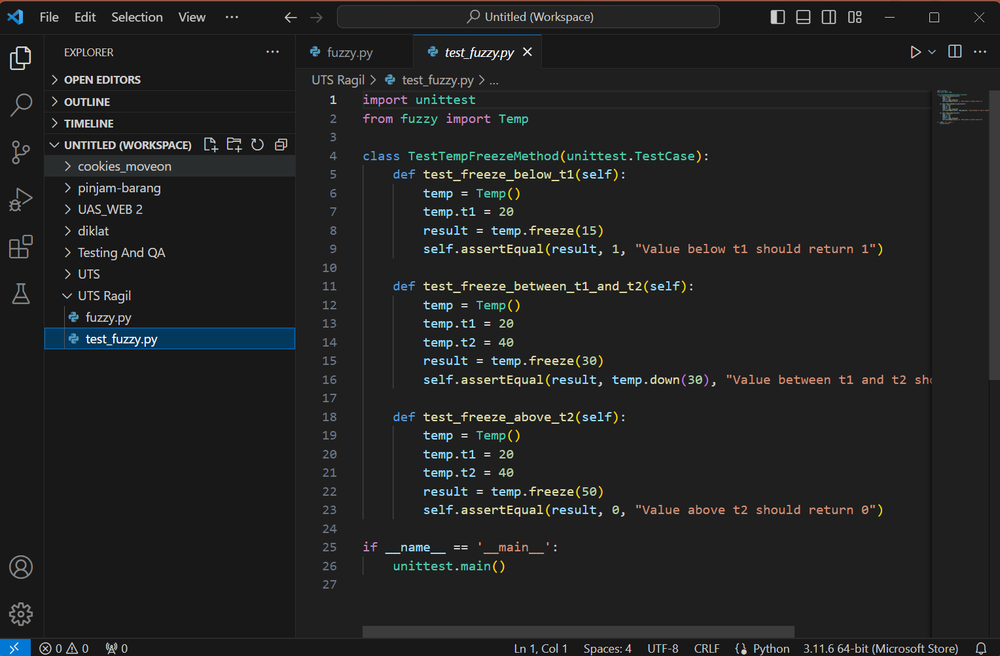 File Edit Selection View ···
Untitled (Workspace)
EXPLORER ···
OPEN EDITORS
OUTLINE
TIMELINE
UNTITLED (WORKSPACE)
cookies_moveon
pinjam-barang
UAS_WEB 2
diklat
Testing And QA
UTS
UTS Ragil
fuzzy.py
test_fuzzy.py
fuzzy.py test_fuzzy.py
UTS Ragil > test_fuzzy.py > ...
1 import unittest
2 from fuzzy import Temp
3
4 class TestTempFreezeMethod(unittest.TestCase):
5     def test_freeze_below_t1(self):
6         temp = Temp()
7         temp.t1 = 20
8         result = temp.freeze(15)
9         self.assertEqual(result, 1, "Value below t1 should return 1")
10
11     def test_freeze_between_t1_and_t2(self):
12         temp = Temp()
13         temp.t1 = 20
14         temp.t2 = 40
15         result = temp.freeze(30)
16         self.assertEqual(result, temp.down(30), "Value between t1 and t2 sho
17
18     def test_freeze_above_t2(self):
19         temp = Temp()
20         temp.t1 = 20
21         temp.t2 = 40
22         result = temp.freeze(50)
23         self.assertEqual(result, 0, "Value above t2 should return 0")
24
25 if __name__ == '__main__':
26     unittest.main()
27
0 0 0 Ln 1, Col 1 Spaces: 4 UTF-8 CRLF Python 3.11.6 64-bit (Microsoft Store)